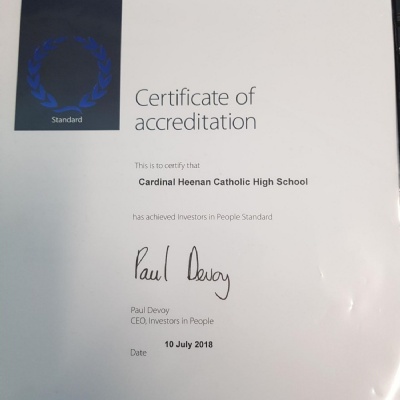 Standard
Certificate of
accreditation
This is to certify that
Cardinal Heenan Catholic High School
has achieved Investors in People Standard
Paul Devoy
Paul Devoy
CEO, Investors in People
Date 10 July 2018